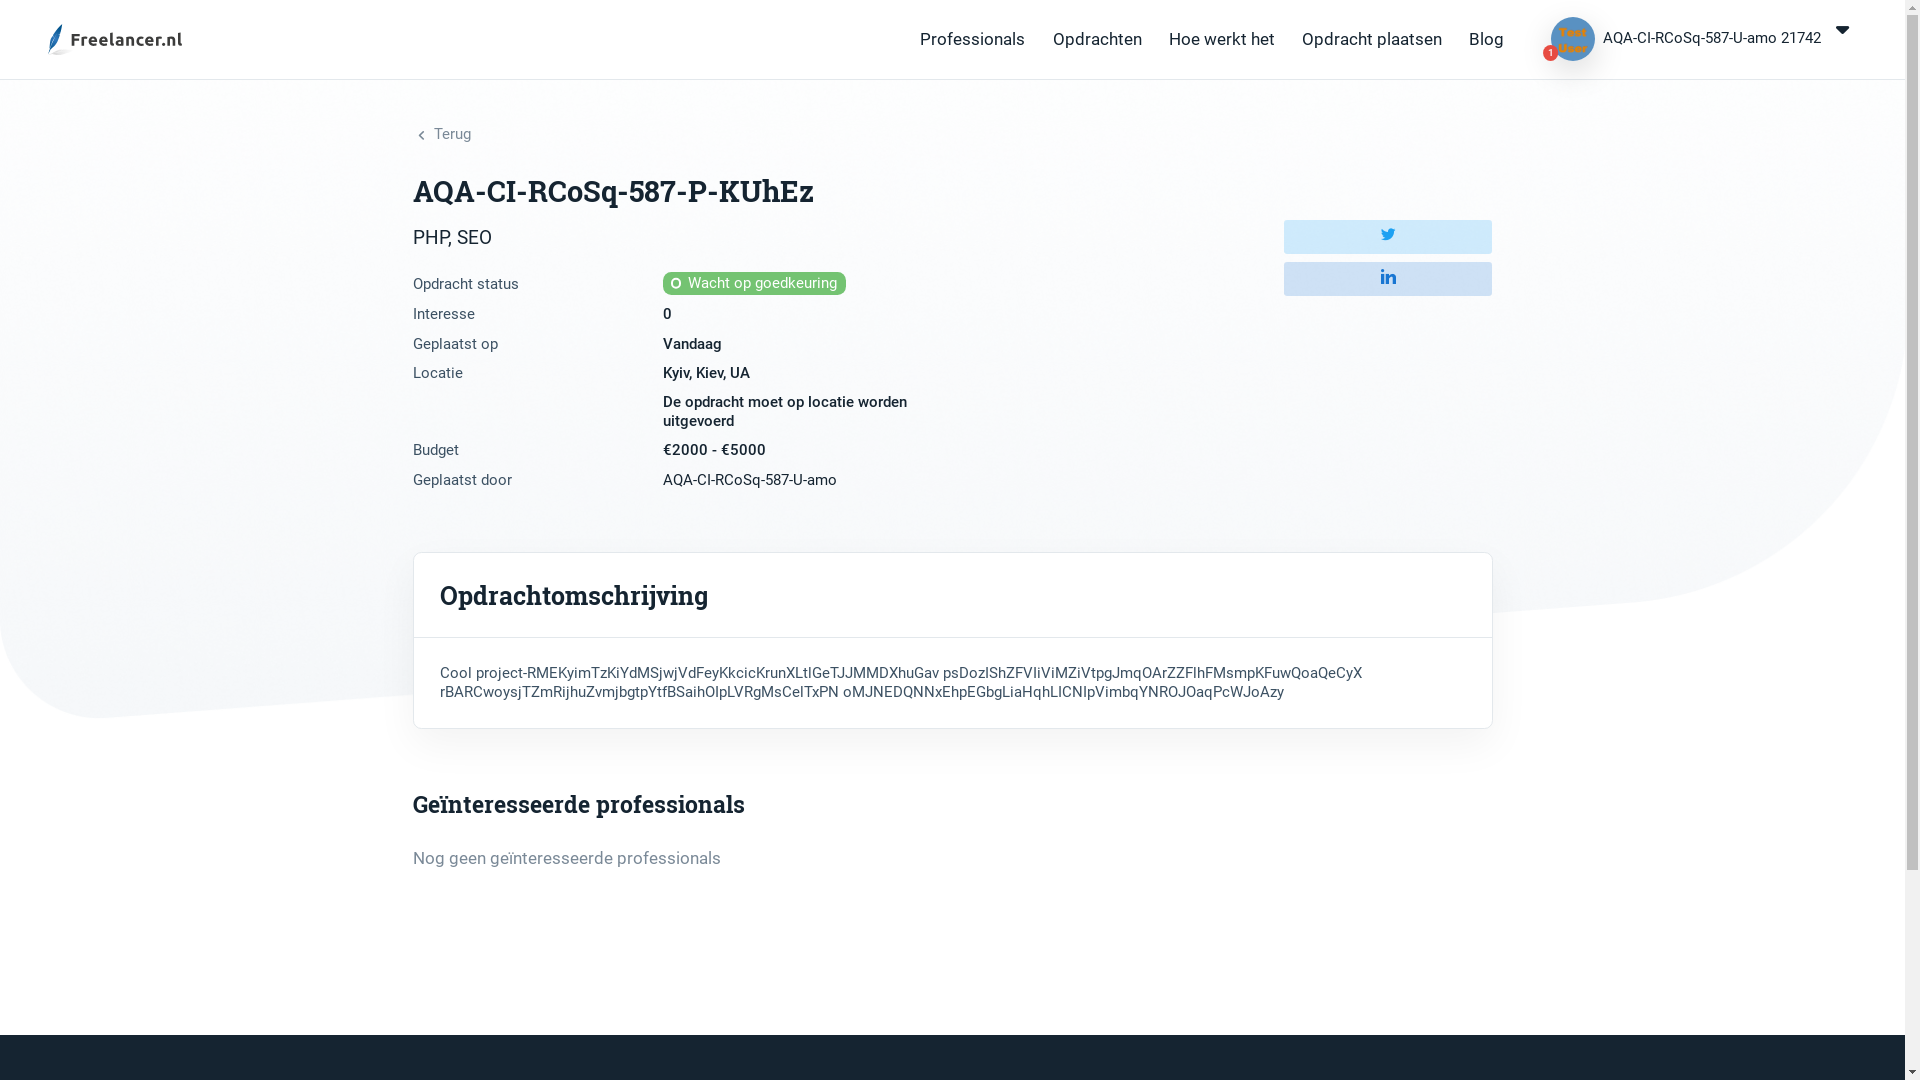 Freelancer.nl
Professionals
Opdrachten
Hoe werkt het
Opdracht plaatsen
Blog
Test
User
1
AQA-CI-RCoSq-587-U-amo 21742
Terug
AQA-CI-RCoSq-587-P-KUhEz
PHP, SEO
Opdracht status
Wacht op goedkeuring
Interesse
0
Geplaatst op
Vandaag
Locatie
Kyiv, Kiev, UA
De opdracht moet op locatie worden
uitgevoerd
Budget
€2000 - €5000
Geplaatst door
AQA-CI-RCoSq-587-U-amo
Opdrachtomschrijving
Cool project-RMEKyimTzKiYdMSjwjVdFeyKkcicKrunXLtlGeTJJMMDXhuGav psDozIShZFVIiViMZiVtpgJmqOArZZFlhFMsmpKFuwQoaQeCyX
rBARCwoysjTZmRijhuZvmjbgtpYtfBSaihOIpLVRgMsCelTxPN oMJNEDQNNxEhpEGbgLiaHqhLICNIpVimbqYNROJOaqPcWJoAzy
Geïnteresseerde professionals
Nog geen geïnteresseerde professionals